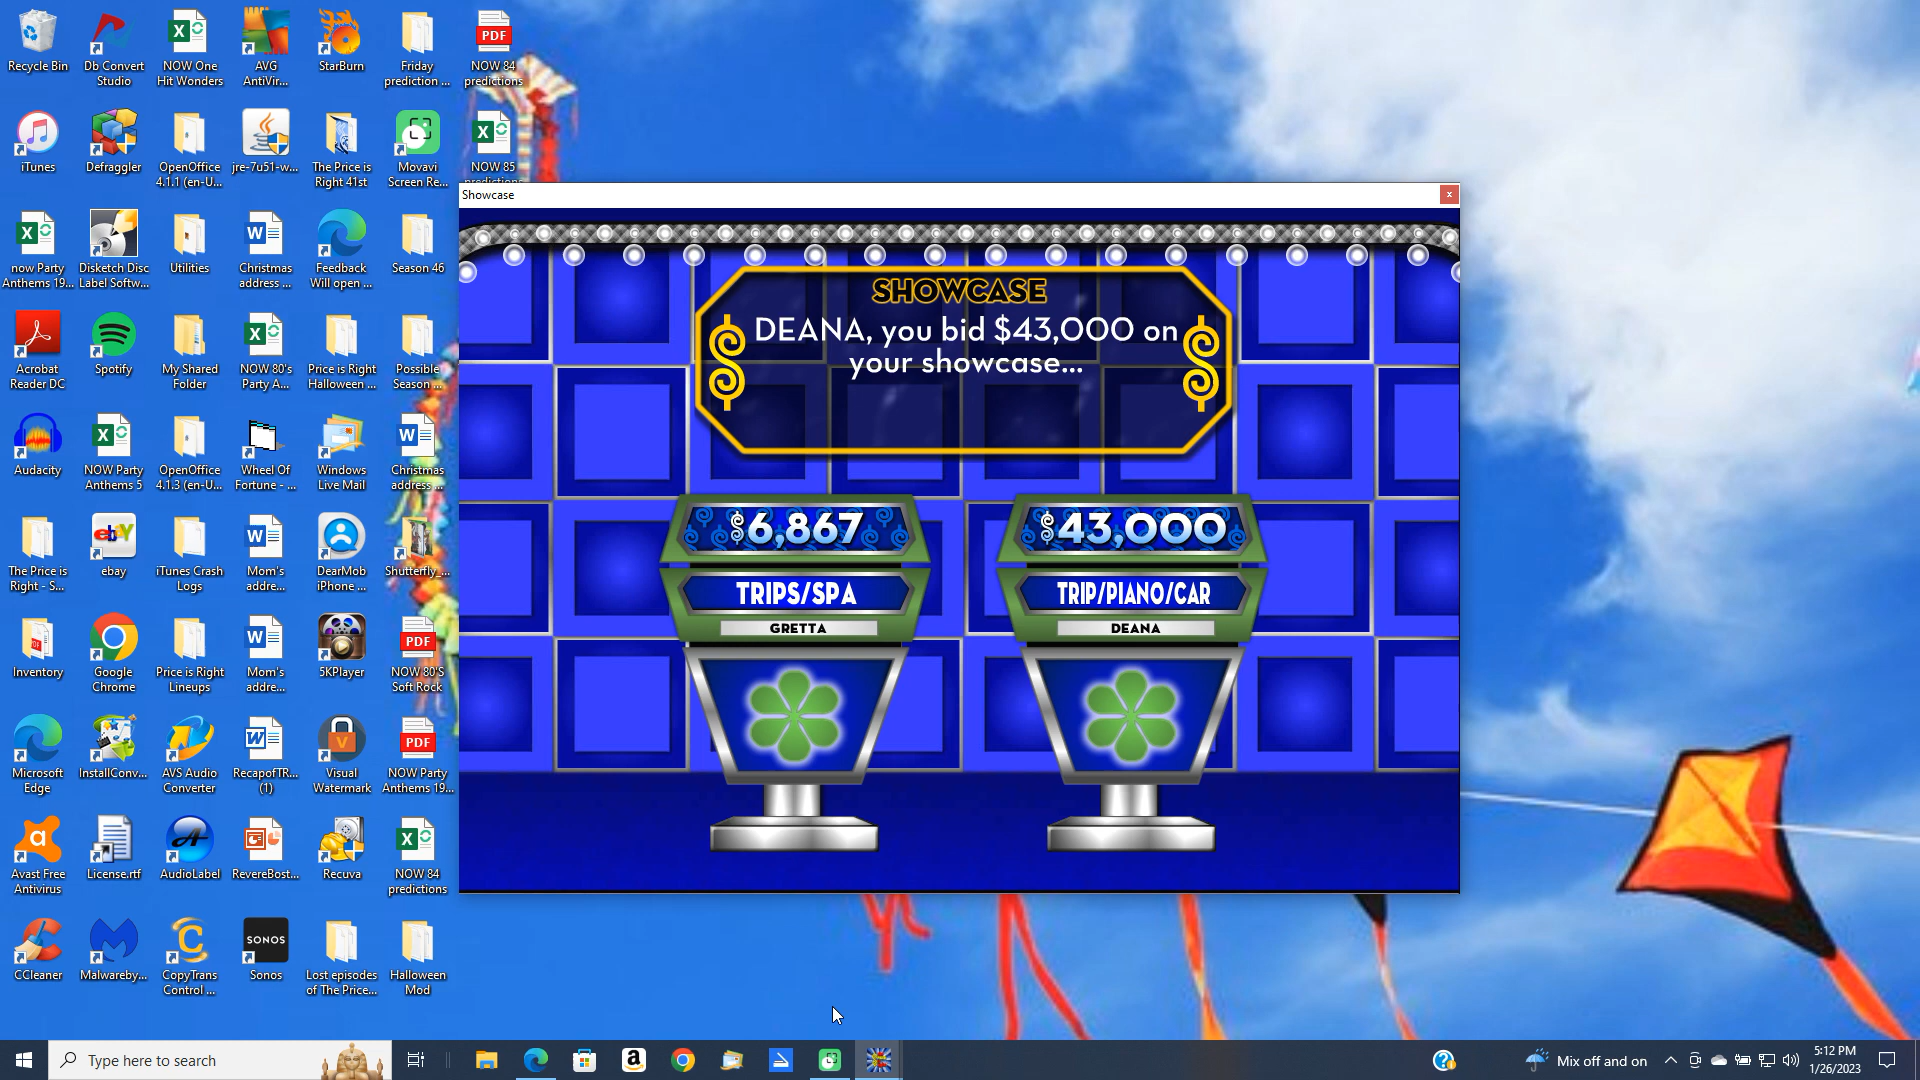 Recycle Bin
Db Convert
Studio
NOW One
Hit Wonders
AVG
AntiVir...
StarBurn
Friday
prediction ...
PDF
NOW 84
predictions
iTunes
Defraggler
OpenOffice
4.1.1 (en-U...
jre-7u51-w...
The Price is
Right 41st
Movavi
Screen Re...
NOW 85
predictions
now Party
Anthems 19...
Disketch Disc
Label Softw...
Utilities
Christmas
address ...
Feedback
Will open ...
Season 46
Acrobat
Reader DC
Spotify
My Shared
Folder
NOW 80's
Party A...
Price is Right
Halloween ...
Possible
Season ...
Audacity
NOW Party
Anthems 5
OpenOffice
4.1.3 (en-U...
Wheel Of
Fortune - ...
Windows
Live Mail
Christmas
address ...
The Price is
Right - S...
ebay
ebay
iTunes Crash
Logs
Mom's
addre...
DearMob
iPhone ...
Shutterfly_...
Inventory
Google
Chrome
Price is Right
Lineups
Mom's
addre...
5KPlayer
PDF
NOW 80'S
Soft Rock
Microsoft
Edge
InstallConv...
AVS Audio
Converter
RecapofTR...
(1)
Visual
Watermark
PDF
NOW Party
Anthems 19...
Avast Free
Antivirus
License.rtf
AudioLabel
RevereBost...
Recuva
NOW 84
predictions
CCleaner
Malwareby...
CopyTrans
Control ...
SONOS
Sonos
Lost episodes
of The Price...
Halloween
Mod
Showcase
SHOWCASE
DEANA, you bid $43,000 on
your showcase...
$6,867
TRIPS/SPA
GRETTA
$43,000
TRIP/PIANO/CAR
DEANA
Type here to search
Mix off and on
5:12 PM
1/26/2023